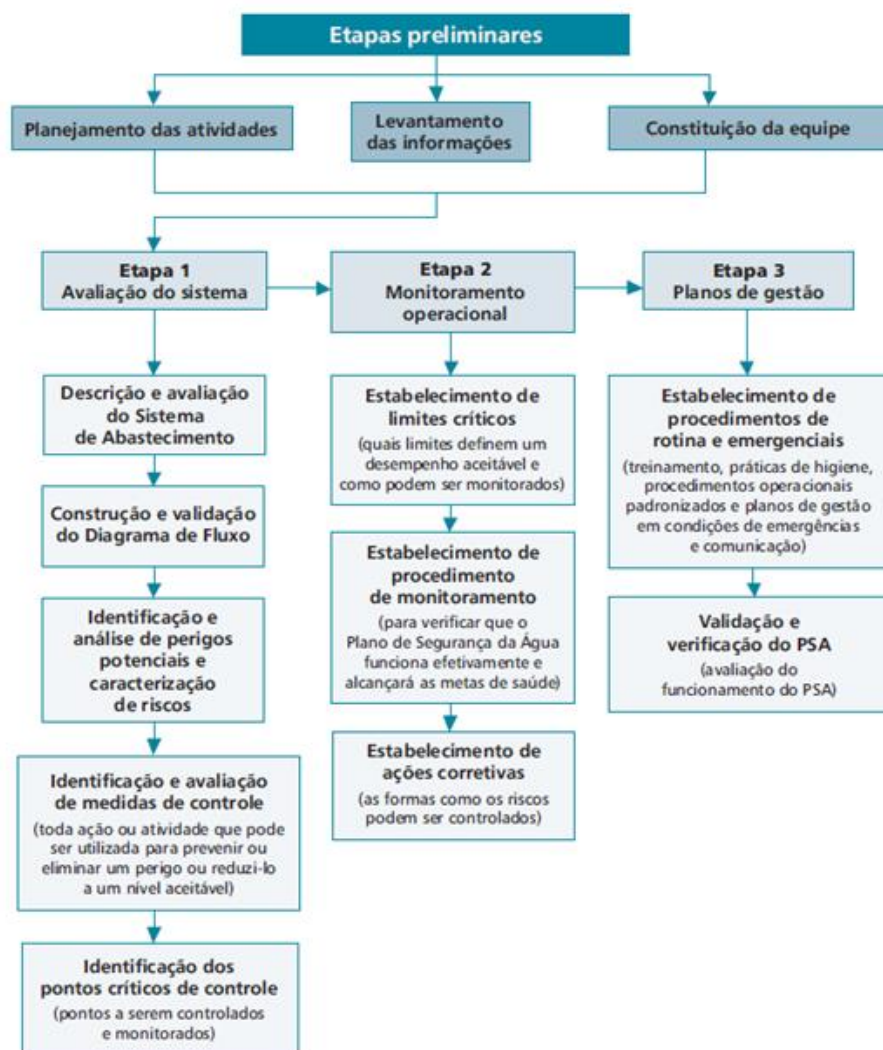 Etapas preliminares
Planejamento das atividades
Levantamento
das informações
Constituição da equipe
Etapa 1
Avaliação do sistema
Etapa 2
Monitoramento
operacional
Etapa 3
Planos de gestão
Descrição e avaliação
do Sistema
de Abastecimento
Construção e validação
do Diagrama de Fluxo
Identificação e
análise de perigos
potenciais e
caracterização
de riscos
Identificação e avaliação
de medidas de controle
(toda ação ou atividade que pode
ser utilizada para prevenir ou
eliminar um perigo ou reduzi-lo
a um nível aceitável)
Identificação dos
pontos críticos de controle
(pontos a serem controlados
e monitorados)
Estabelecimento de
limites críticos
(quais limites definem um
desempenho aceitável e
como podem ser monitorados)
Estabelecimento de
procedimento
de monitoramento
(para verificar que o
Plano de Segurança da Água
funciona efetivamente e
alcançará as metas de saúde)
Estabelecimento de
ações corretivas
(as formas como os riscos
podem ser controlados)
Estabelecimento de
procedimentos de
rotina e emergenciais
(treinamento, práticas de higiene,
procedimentos operacionais
padronizados e planos de gestão
em condições de emergências
e comunicação)
Validação e
verificação do PSA
(avaliação do
funcionamento do PSA)